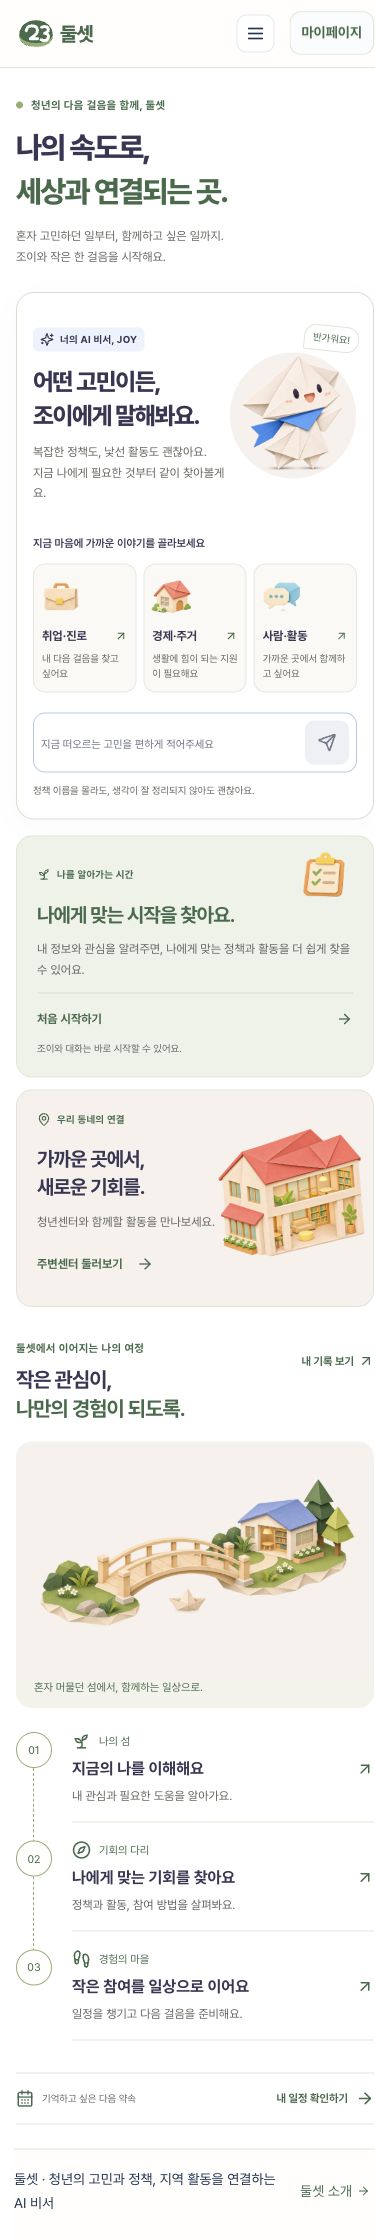 23 둘셋
마이페이지
청년의 다음 걸음을 함께, 둘셋
나의 속도로,
세상과 연결되는 곳.
혼자 고민하던 일부터, 함께하고 싶은 일까지.
조이와 작은 한 걸음을 시작해요.
너의 AI 비서, JOY
반가워요!
어떤 고민이든,
조이에게 말해봐요.
복잡한 정책도, 낯선 활동도 괜찮아요.
지금 나에게 필요한 것부터 같이 찾아볼게
요.
지금 마음에 가까운 이야기를 골라보세요
취업·진로
내 다음 걸음을 찾고
싶어요
경제·주거
생활에 힘이 되는 지원
이 필요해요
사람·활동
가까운 곳에서 함께하
고 싶어요
지금 떠오르는 고민을 편하게 적어주세요
정책 이름을 몰라도, 생각이 잘 정리되지 않아도 괜찮아요.
나를 알아가는 시간
나에게 맞는 시작을 찾아요.
내 정보와 관심을 알려주면, 나에게 맞는 정책과 활동을 더 쉽게 찾을
수 있어요.
처음 시작하기
조이와 대화는 바로 시작할 수 있어요.
우리 동네의 연결
가까운 곳에서,
새로운 기회를.
청년센터와 함께할 활동을 만나보세요.
주변센터 둘러보기
둘셋에서 이어지는 나의 여정
내 기록 보기
작은 관심이,
나만의 경험이 되도록.
혼자 머물던 섬에서, 함께하는 일상으로.
01
나의 섬
지금의 나를 이해해요
내 관심과 필요한 도움을 알아가요.
02
기회의 다리
나에게 맞는 기회를 찾아요
정책과 활동, 참여 방법을 살펴봐요.
03
경험의 마을
작은 참여를 일상으로 이어요
일정을 챙기고 다음 걸음을 준비해요.
기억하고 싶은 다음 약속
내 일정 확인하기
둘셋 · 청년의 고민과 정책, 지역 활동을 연결하는
AI 비서
둘셋 소개